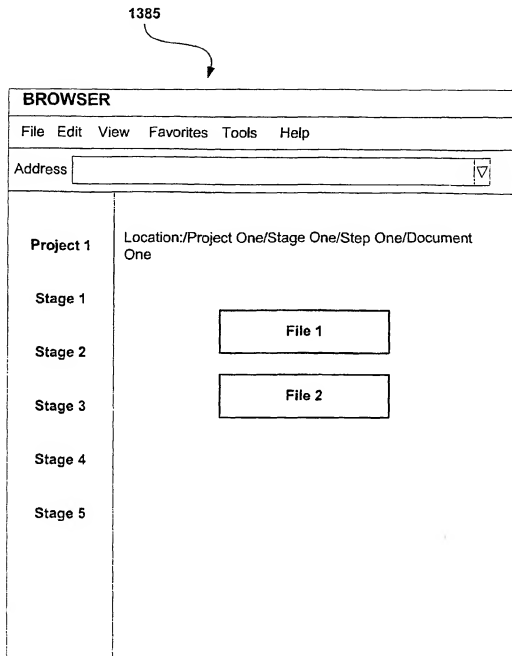 1385
BROWSER
File Edit View Favorites Tools Help
Address
Project 1
Stage 1
Stage 2
Stage 3
Stage 4
Stage 5
Location:/Project One/Stage One/Step One/Document
One
File 1
File 2